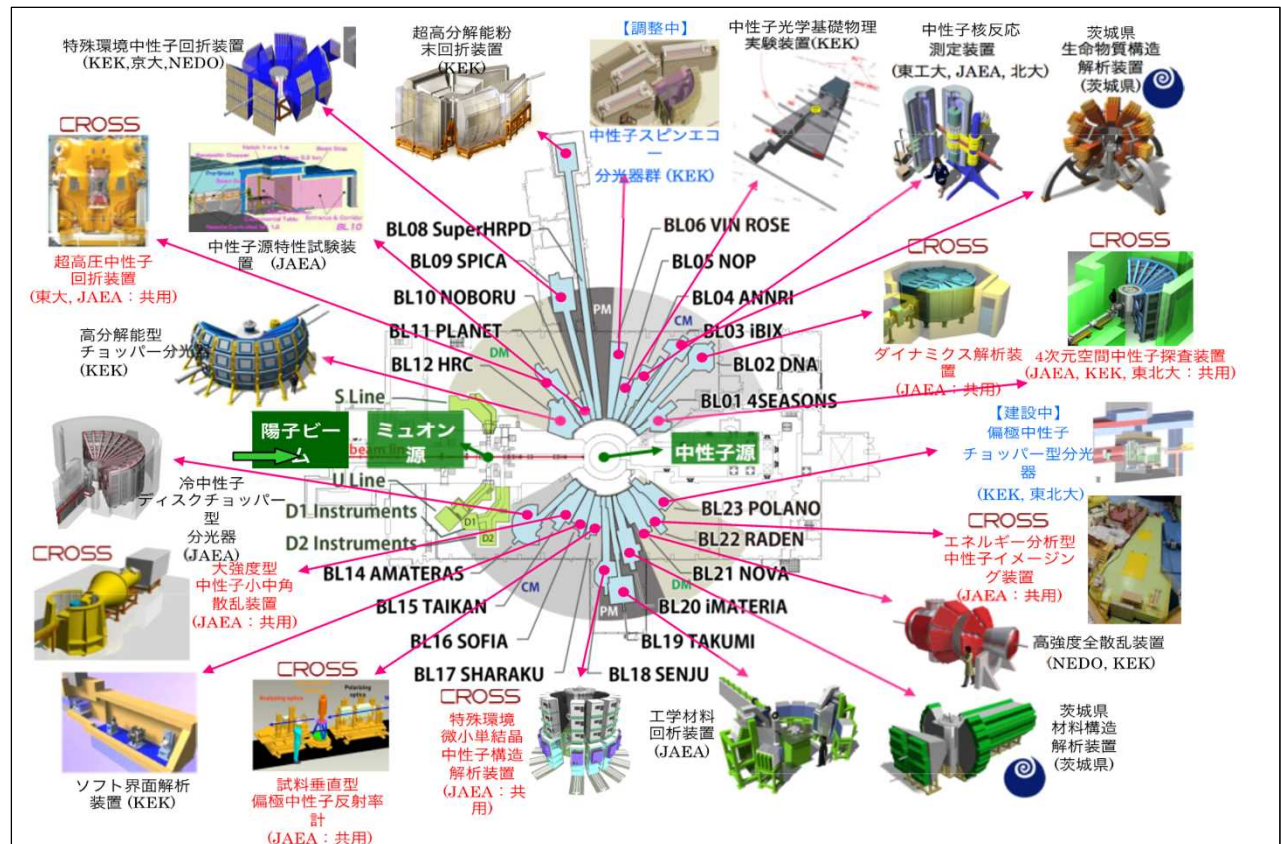 特殊環境中性子回折装置
(KEK,京大,NEDO)
超高分解能粉
末回折装置
(KEK)
【調整中】
中性子スピンエコ
ー
分光器群 (KEK)
中性子光学基礎物理
実験装置(KEK)
中性子核反応
測定装置
(東工大, JAEA, 北大)
茨城県
生命物質構造
解析装置
(茨城県)
CROSS
超高圧中性子
回折装置
(東大, JAEA：共用)
BL10
中性子源特性試験装
置 (JAEA)
高分解能型
チョッパー分光器
(KEK)
CROSS
ダイナミクス解析装
置
(JAEA：共用)
CROSS
4次元空間中性子探査装置
(JAEA, KEK, 東北大：共用)
BL08 SuperHRPD
BL09 SPICA
BL10 NOBORU
BL11 PLANET
BL12 HRC
BL06 VIN ROSE
BL05 NOP
BL04 ANNRI
BL03 iBIX
BL02 DNA
BL01 4SEASONS
PM
CM
DM
S Line
陽子ビー
ム
beam line
ミュオン
源
中性子源
U Line
D1 Instruments
D2 Instruments
D1
D2
冷中性子
ディスクチョッパー
型
分光器
(JAEA)
【建設中】
偏極中性子
チョッパー型分光
器
(KEK, 東北大)
BL14 AMATERAS
BL15 TAIKAN
BL16 SOFIA
BL17 SHARAKU
BL18 SENJU
BL19 TAKUMI
BL20 iMATERIA
BL21 NOVA
BL22 RADEN
BL23 POLANO
CM
PM
DM
CROSS
大強度型
中性子小中角
散乱装置
(JAEA：共用)
CROSS
エネルギー分析型
中性子イメージン
グ装置
(JAEA：共用)
高強度全散乱装置
(NEDO, KEK)
ソフト界面解析
装置 (KEK)
CROSS
Analyzing optics
Polarizing
optics
試料垂直型
偏極中性子反射率
計
(JAEA：共用)
CROSS
特殊環境
微小単結晶
中性子構造
解析装置
(JAEA：共
用)
工学材料
回析装置
(JAEA)
茨城県
材料構造
解析装置
(茨城県)